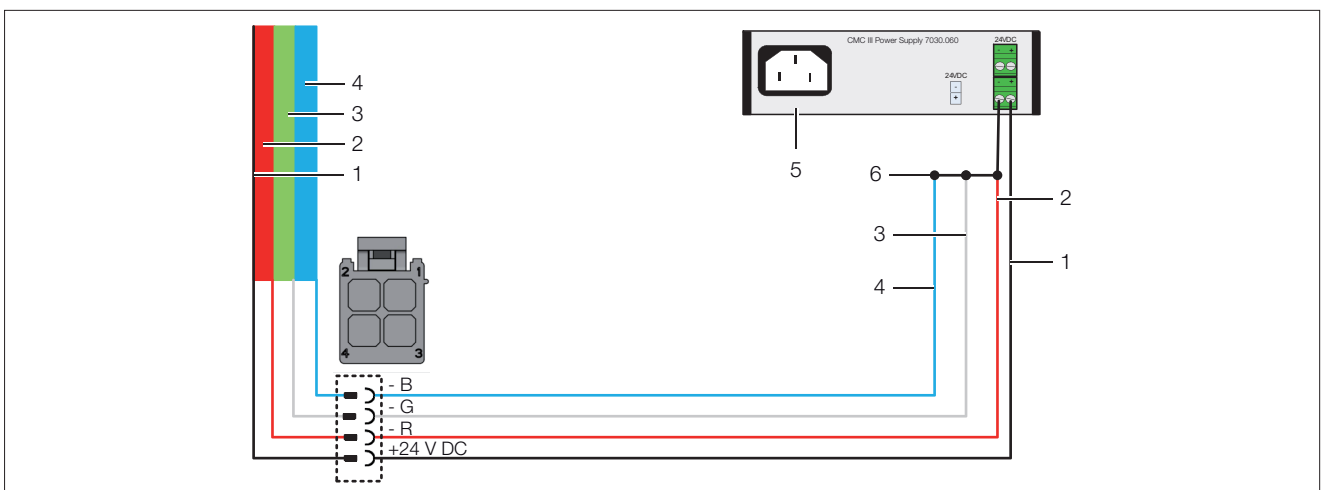 CMC III Power Supply 7030.060
24VDC
- +
24VDC
-
+
- +
4
3
2
1
5
6
2
3
1
4
2 1
4 3
- B
- G
- R
+24 V DC